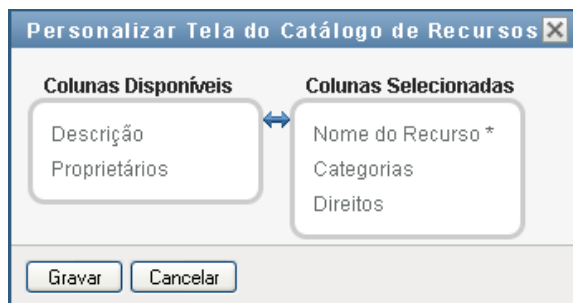 Personalizar Tela do Catálogo de Recursos
Colunas Disponíveis
Descrição
Proprietários
Colunas Selecionadas
Nome do Recurso *
Categorias
Direitos
Gravar
Cancelar